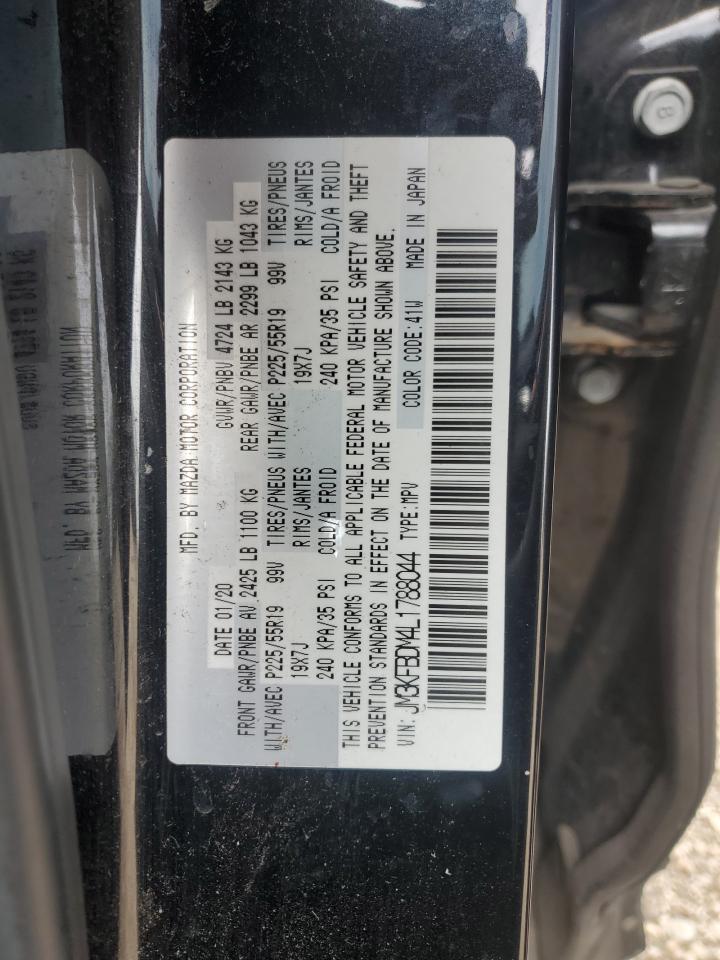 MFD. BY MAZDA MOTOR CORPORATION
DATE 01/20 GVWR/PNBV 4724 LB 2143 KG
FRONT GAWR/PNBE AV 2425 LB 1100 KG REAR GAWR/PNBE AR 2299 LB 1043 KG
WITH/AVEC P225/55R19 99V TIRES/PNEUS WITH/AVEC P225/55R19 99V TIRES/PNEUS
19X7J RIMS/JANTES 19X7J RIMS/JANTES
240 KPA/35 PSI COLD/A FROID 240 KPA/35 PSI COLD/A FROID
THIS VEHICLE CONFORMS TO ALL APPLICABLE FEDERAL MOTOR VEHICLE SAFETY AND THEFT
PREVENTION STANDARDS IN EFFECT ON THE DATE OF MANUFACTURE SHOWN ABOVE.
VIN: JM3KFBDM4L1788044 TYPE:MPV COLOR CODE:41W MADE IN JAPAN
8